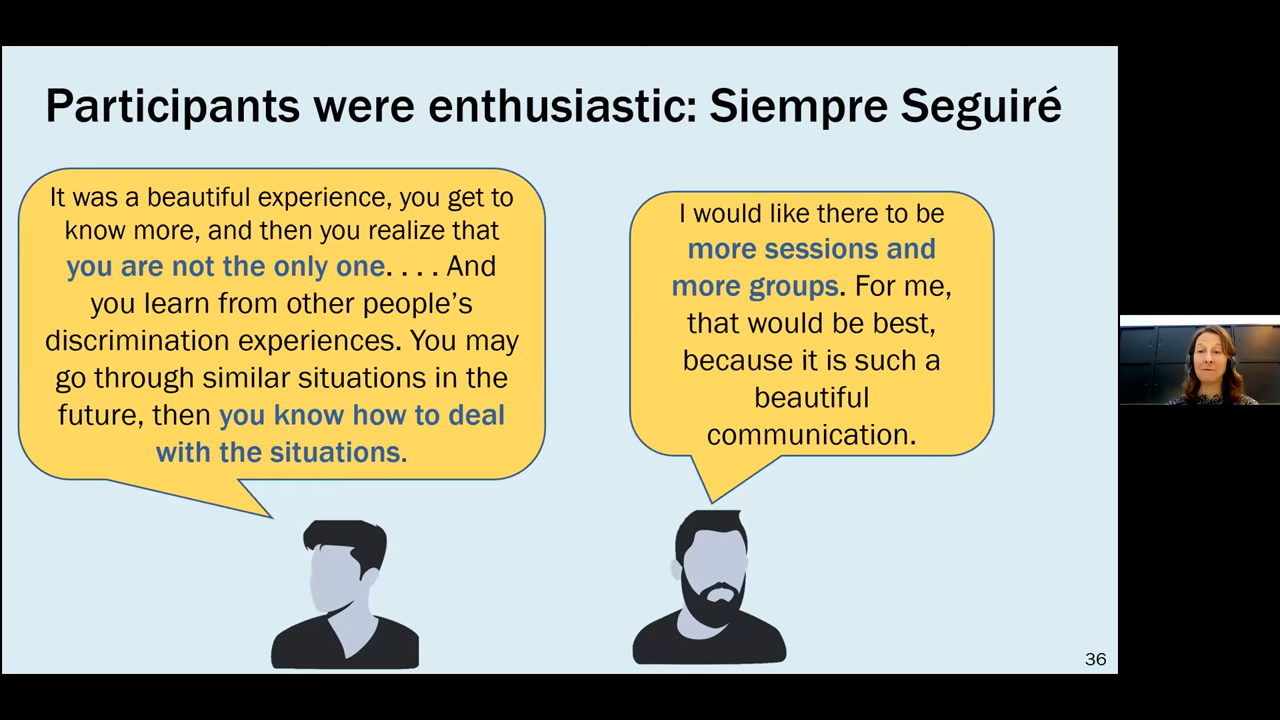 Participants were enthusiastic: Siempre Seguiré
It was a beautiful experience, you get to
know more, and then you realize that
you are not the only one. . . . And
you learn from other people’s
discrimination experiences. You may
go through similar situations in the
future, then you know how to deal
with the situations.
I would like there to be
more sessions and
more groups. For me,
that would be best,
because it is such a
beautiful
communication.
36